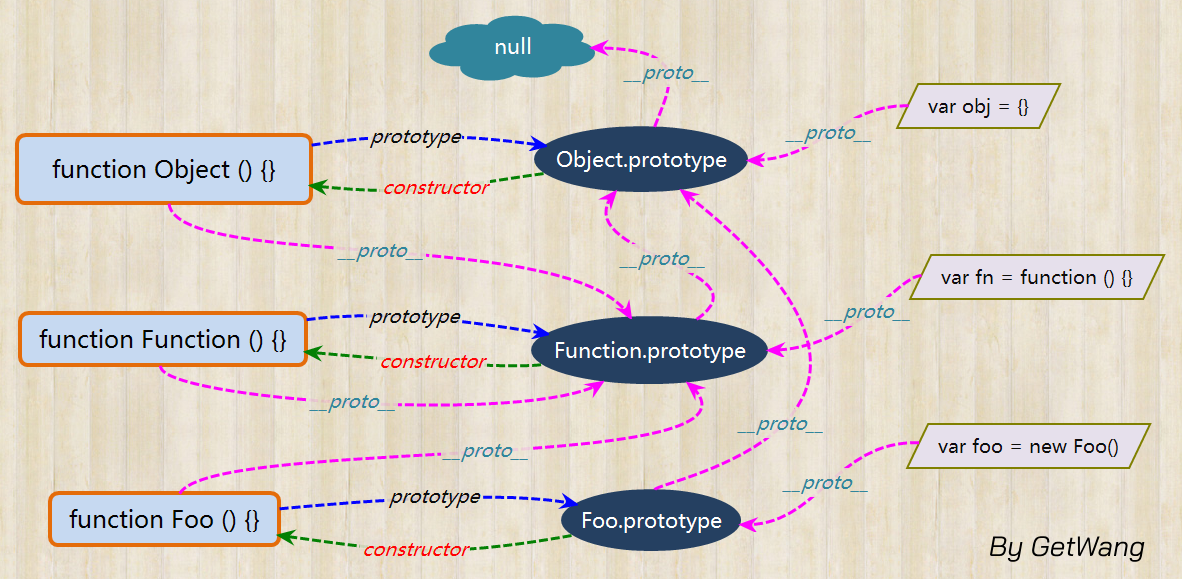 null
__proto__
var obj = {}
prototype
__proto__
function Object () {}
Object.prototype
constructor
__proto__
__proto__
var fn = function () {}
prototype
__proto__
function Function () {}
Function.prototype
constructor
__proto__
__proto__
__proto__
var foo = new Foo()
__proto__
prototype
function Foo () {}
Foo.prototype
constructor
By GetWang